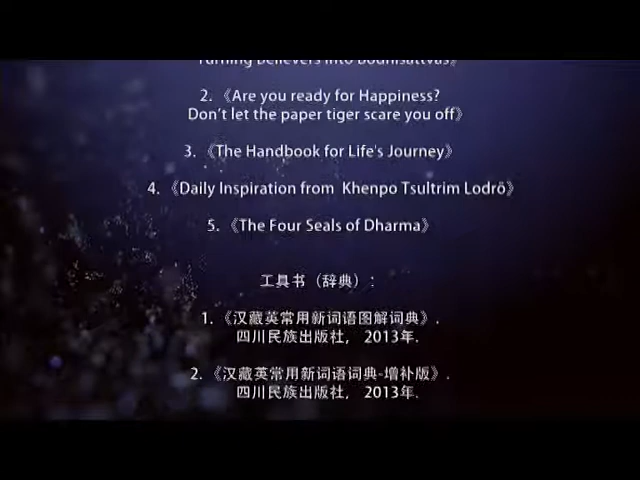 Turning Believers into Bodhisattvas》
2. 《Are you ready for Happiness?
Don't let the paper tiger scare you off》
3. 《The Handbook for Life's Journey》
4. 《Daily Inspiration from Khenpo Tsultrim Lodrö》
5. 《The Four Seals of Dharma》
工具书（辞典）:
1. 《汉藏英常用新词语图解词典》.
四川民族出版社, 2013年.
2. 《汉藏英常用新词语词典-增补版》.
四川民族出版社, 2013年.